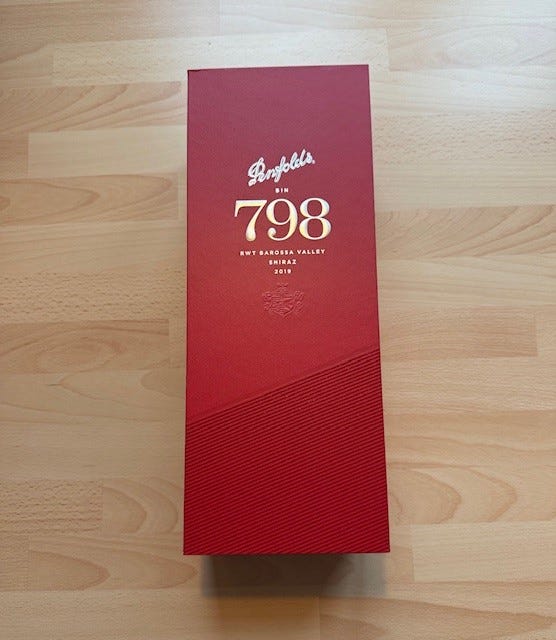 Penfolds
BIN
798
RWT BAROSSA VALLEY
SHIRAZ
2019